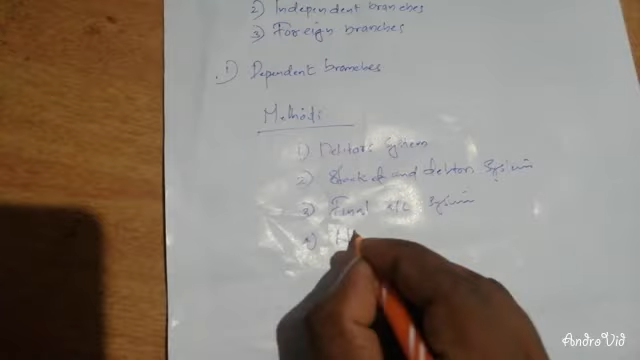 2) Independent branches
3) Foreign branches
1) Dependent branches
Methods
1) Debtors system
2) Stock and debtors system
3) Final a/c system
4)
AndroVid